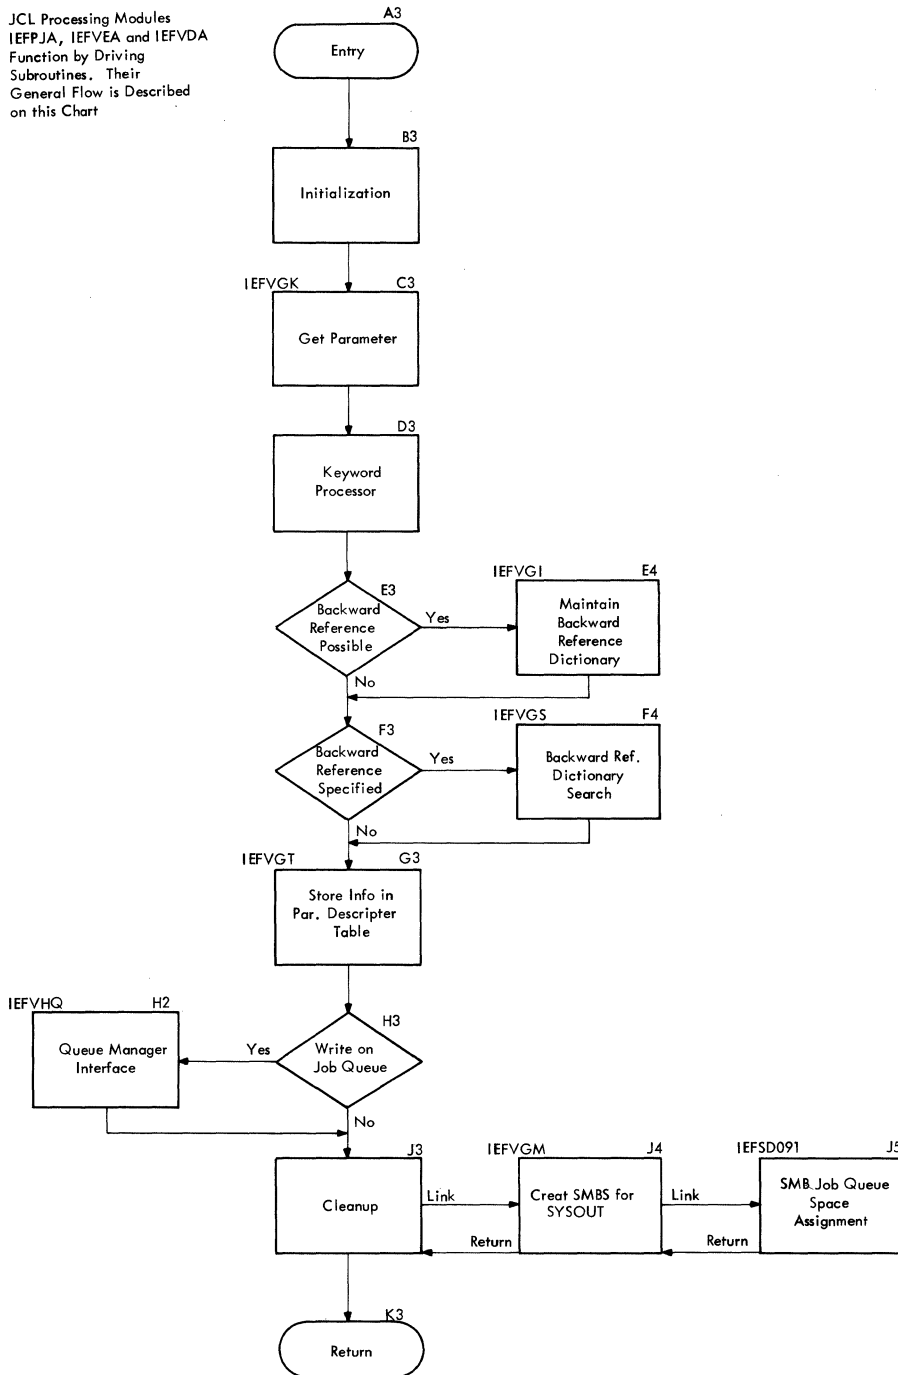 JCL Processing Modules
IEFPJA, IEFVEA and IEFVDA
Function by Driving
Subroutines. Their
General Flow is Described
on this Chart
A3
Entry
B3
Initialization
IEFVGK
C3
Get Parameter
D3
Keyword
Processor
E3
Backward
Reference
Possible
Yes
No
IEFVGI
E4
Maintain
Backward
Reference
Dictionary
F3
Backward
Reference
Specified
Yes
No
IEFVGS
F4
Backward Ref.
Dictionary
Search
IEFVGT
G3
Store Info in
Par. Descripter
Table
H3
Write on
Job Queue
Yes
No
IEFVHQ
H2
Queue Manager
Interface
J3
Cleanup
Link
Return
IEFVGM
J4
Creat SMBS for
SYSOUT
Link
Return
IEFSD091
J5
SMB Job Queue
Space
Assignment
K3
Return